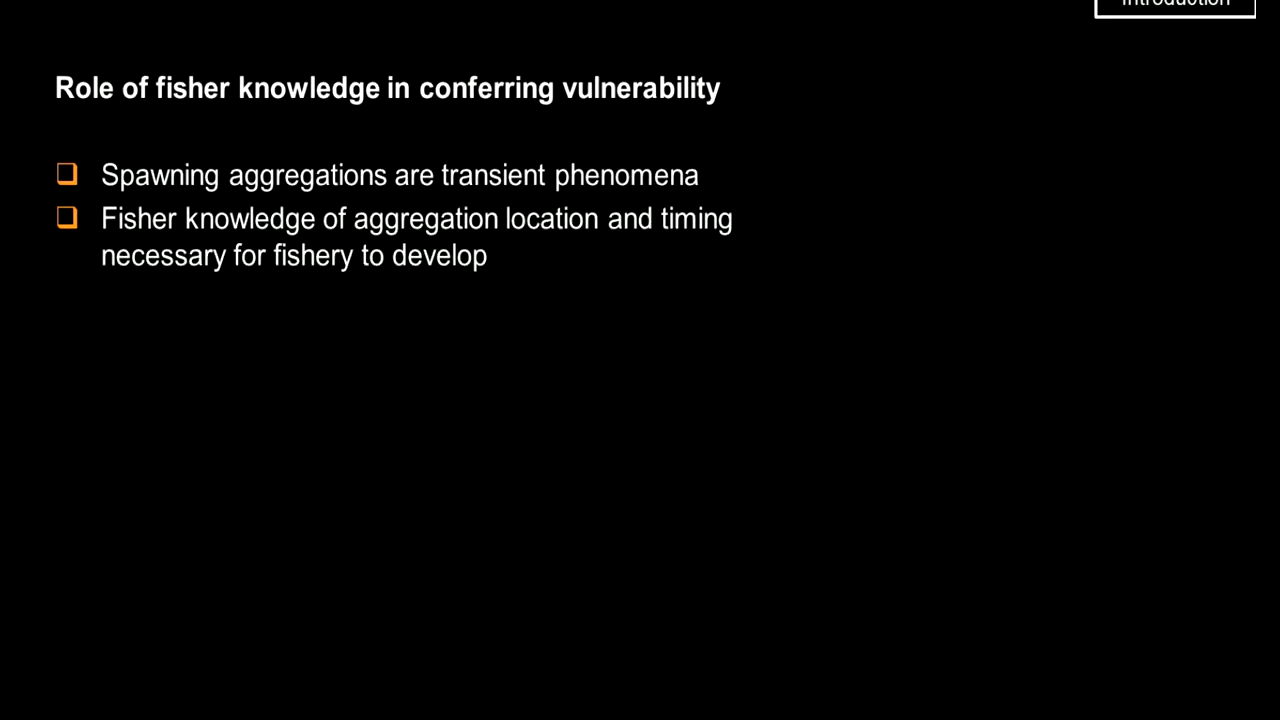 Introduction
Role of fisher knowledge in conferring vulnerability
Spawning aggregations are transient phenomena
Fisher knowledge of aggregation location and timing
necessary for fishery to develop